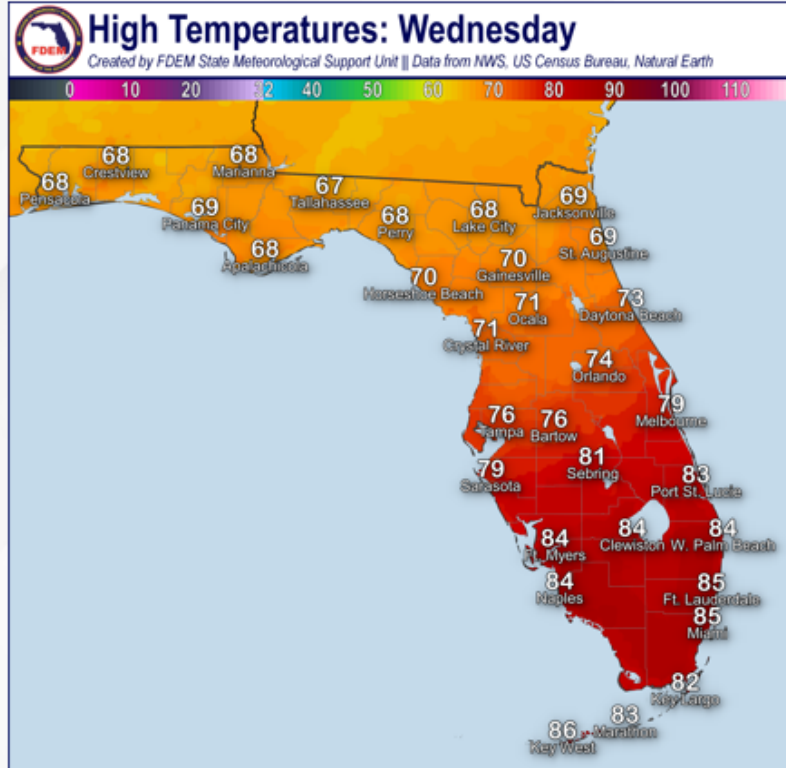 FDEM
High Temperatures: Wednesday
Created by FDEM State Meteorological Support Unit || Data from NWS, US Census Bureau, Natural Earth
0 10 20 32 40 50 60 70 80 90 100 110
68
Crestview
68
Marianna
68
Pensacola
67
Tallahassee
69
Panama City
68
Perry
68
Lake City
69
Jacksonville
68
Apalachicola
69
St. Augustine
70
Gainesville
70
Horseshoe Beach
71
Ocala
73
Daytona Beach
71
Crystal River
74
Orlando
79
Melbourne
76
Tampa
76
Bartow
81
Sebring
79
Sarasota
83
Port St. Lucie
84
Ft. Myers
84
Clewiston
84
W. Palm Beach
84
Naples
85
Ft. Lauderdale
85
Miami
82
Key Largo
83
Marathon
86
Key West